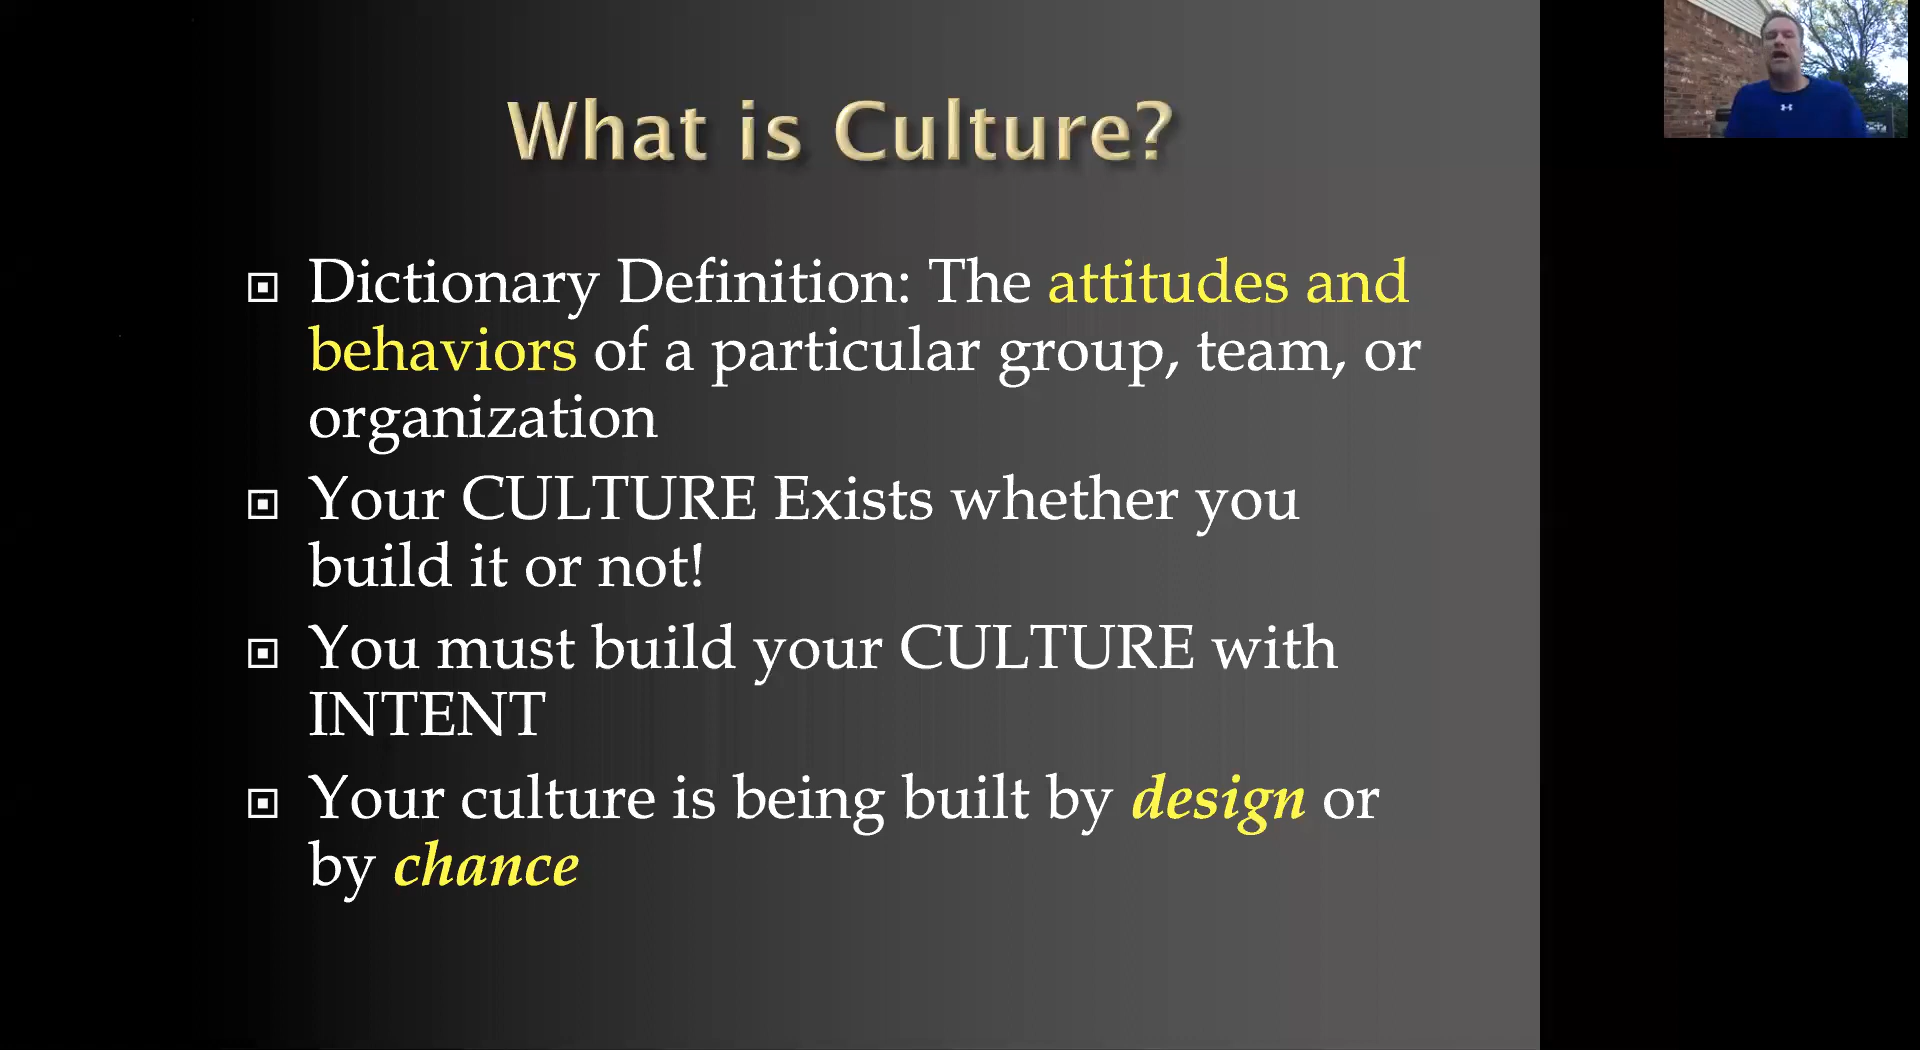 What is Culture?
Dictionary Definition: The attitudes and
behaviors of a particular group, team, or
organization
Your CULTURE Exists whether you
build it or not!
You must build your CULTURE with
INTENT
Your culture is being built by design or
by chance